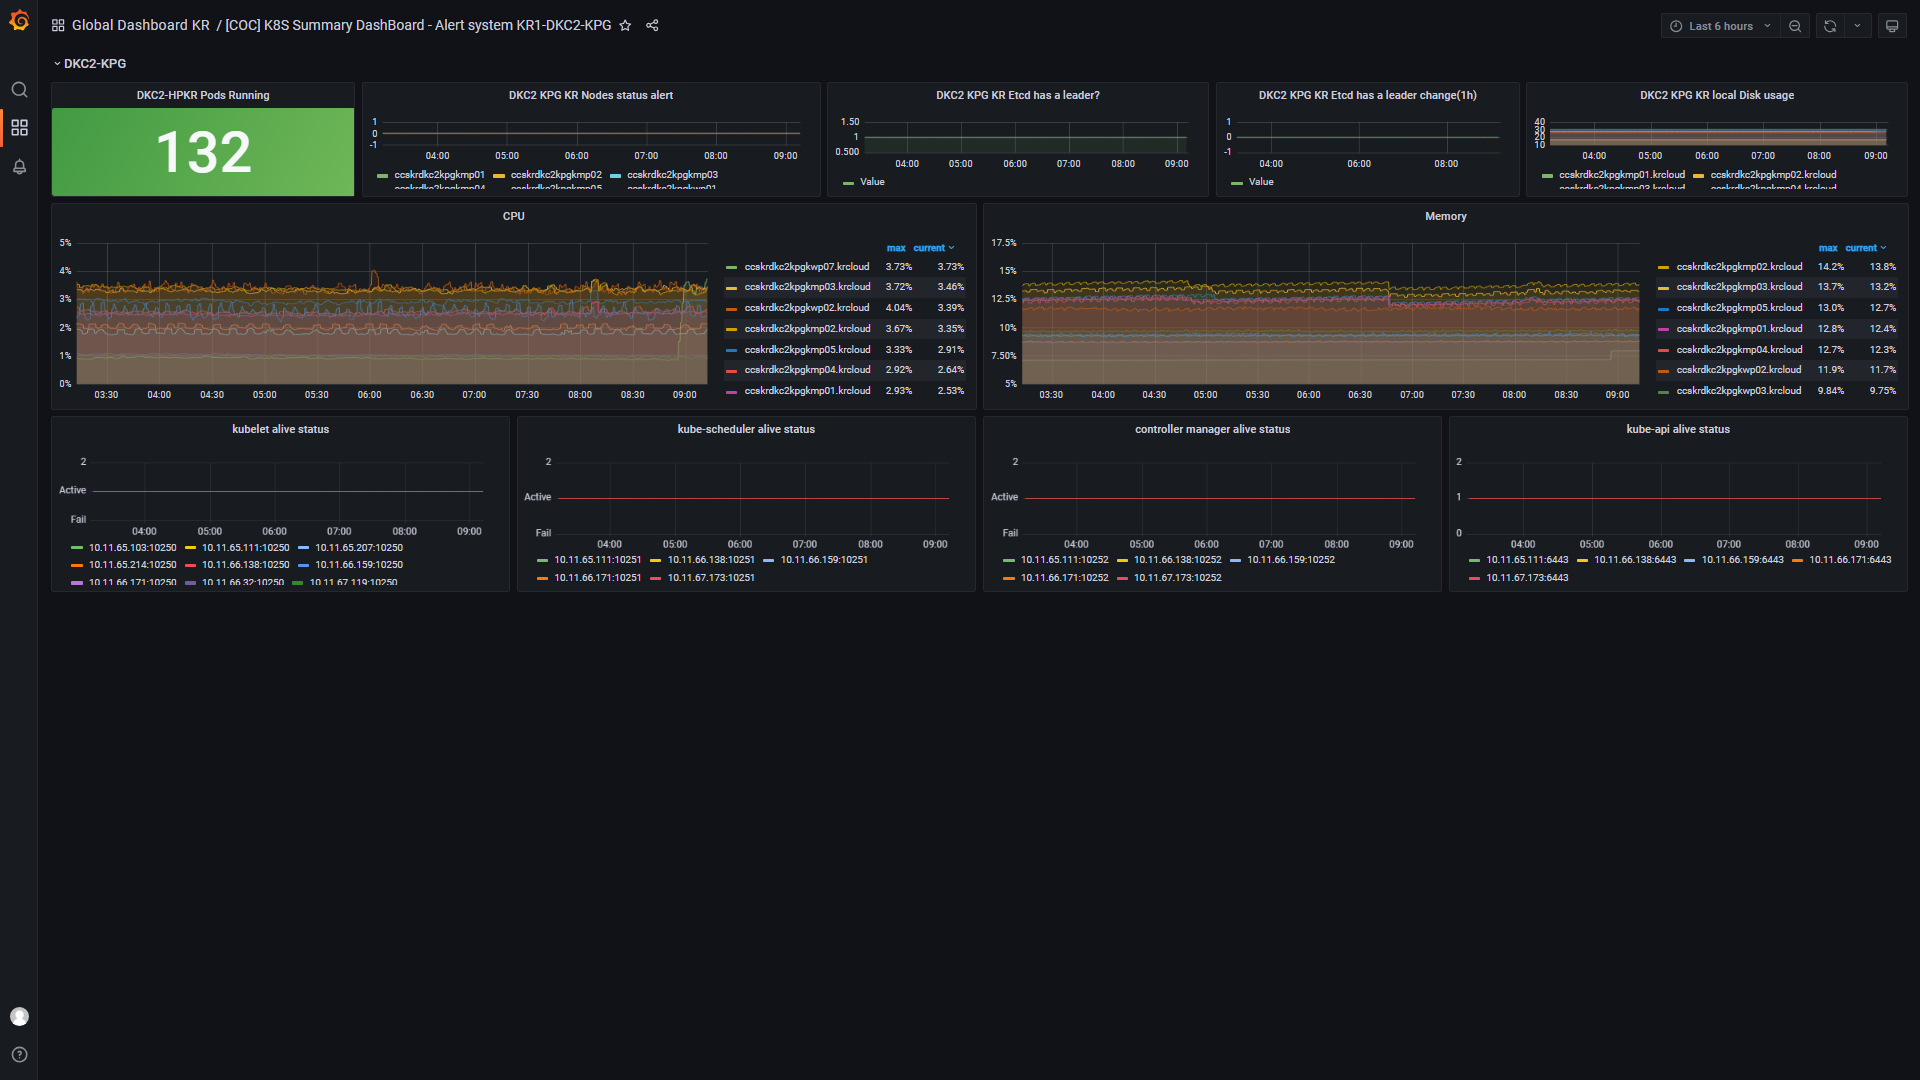 Global Dashboard KR / [COC] K8S Summary DashBoard - Alert system KR1-DKC2-KPG
Last 6 hours
DKC2-KPG
DKC2-HPKR Pods Running
132
DKC2 KPG KR Nodes status alert
1
0
-1
04:00 05:00 06:00 07:00 08:00 09:00
ccskrdkc2kpgkmp01 ccskrdkc2kpgkmp02 ccskrdkc2kpgkmp03
ccskrdkc2kpgkmp04 ccskrdkc2kpgkmp05 ccskrdkc2kpgkwp01
DKC2 KPG KR Etcd has a leader?
1.50
1
0.500
04:00 05:00 06:00 07:00 08:00 09:00
Value
DKC2 KPG KR Etcd has a leader change(1h)
1
0
-1
04:00 06:00 08:00
Value
DKC2 KPG KR local Disk usage
40
30
20
10
04:00 05:00 06:00 07:00 08:00 09:00
ccskrdkc2kpgkmp01.krcloud ccskrdkc2kpgkmp02.krcloud
ccskrdkc2kpgkmp03.krcloud ccskrdkc2kpgkmp04.krcloud
CPU
5%
4%
3%
2%
1%
0%
03:30 04:00 04:30 05:00 05:30 06:00 06:30 07:00 07:30 08:00 08:30 09:00
max current
ccskrdkc2kpgkwp07.krcloud 3.73% 3.73%
ccskrdkc2kpgkmp03.krcloud 3.72% 3.46%
ccskrdkc2kpgkwp02.krcloud 4.04% 3.39%
ccskrdkc2kpgkmp02.krcloud 3.67% 3.35%
ccskrdkc2kpgkmp05.krcloud 3.33% 2.91%
ccskrdkc2kpgkmp04.krcloud 2.92% 2.64%
ccskrdkc2kpgkmp01.krcloud 2.93% 2.53%
Memory
17.5%
15%
12.5%
10%
7.50%
5%
03:30 04:00 04:30 05:00 05:30 06:00 06:30 07:00 07:30 08:00 08:30 09:00
max current
ccskrdkc2kpgkmp02.krcloud 14.2% 13.8%
ccskrdkc2kpgkmp03.krcloud 13.7% 13.2%
ccskrdkc2kpgkmp05.krcloud 13.0% 12.7%
ccskrdkc2kpgkmp01.krcloud 12.8% 12.4%
ccskrdkc2kpgkmp04.krcloud 12.7% 12.3%
ccskrdkc2kpgkwp02.krcloud 11.9% 11.7%
ccskrdkc2kpgkwp03.krcloud 9.84% 9.75%
kubelet alive status
2
Active
Fail
04:00 05:00 06:00 07:00 08:00 09:00
10.11.65.103:10250 10.11.65.111:10250 10.11.65.207:10250
10.11.65.214:10250 10.11.66.138:10250 10.11.66.159:10250
10.11.66.171:10250 10.11.66.32:10250 10.11.67.119:10250
kube-scheduler alive status
2
Active
Fail
04:00 05:00 06:00 07:00 08:00 09:00
10.11.65.111:10251 10.11.66.138:10251 10.11.66.159:10251
10.11.66.171:10251 10.11.67.173:10251
controller manager alive status
2
Active
Fail
04:00 05:00 06:00 07:00 08:00 09:00
10.11.65.111:10252 10.11.66.138:10252 10.11.66.159:10252
10.11.66.171:10252 10.11.67.173:10252
kube-api alive status
2
1
0
04:00 05:00 06:00 07:00 08:00 09:00
10.11.65.111:6443 10.11.66.138:6443 10.11.66.159:6443 10.11.66.171:6443
10.11.67.173:6443